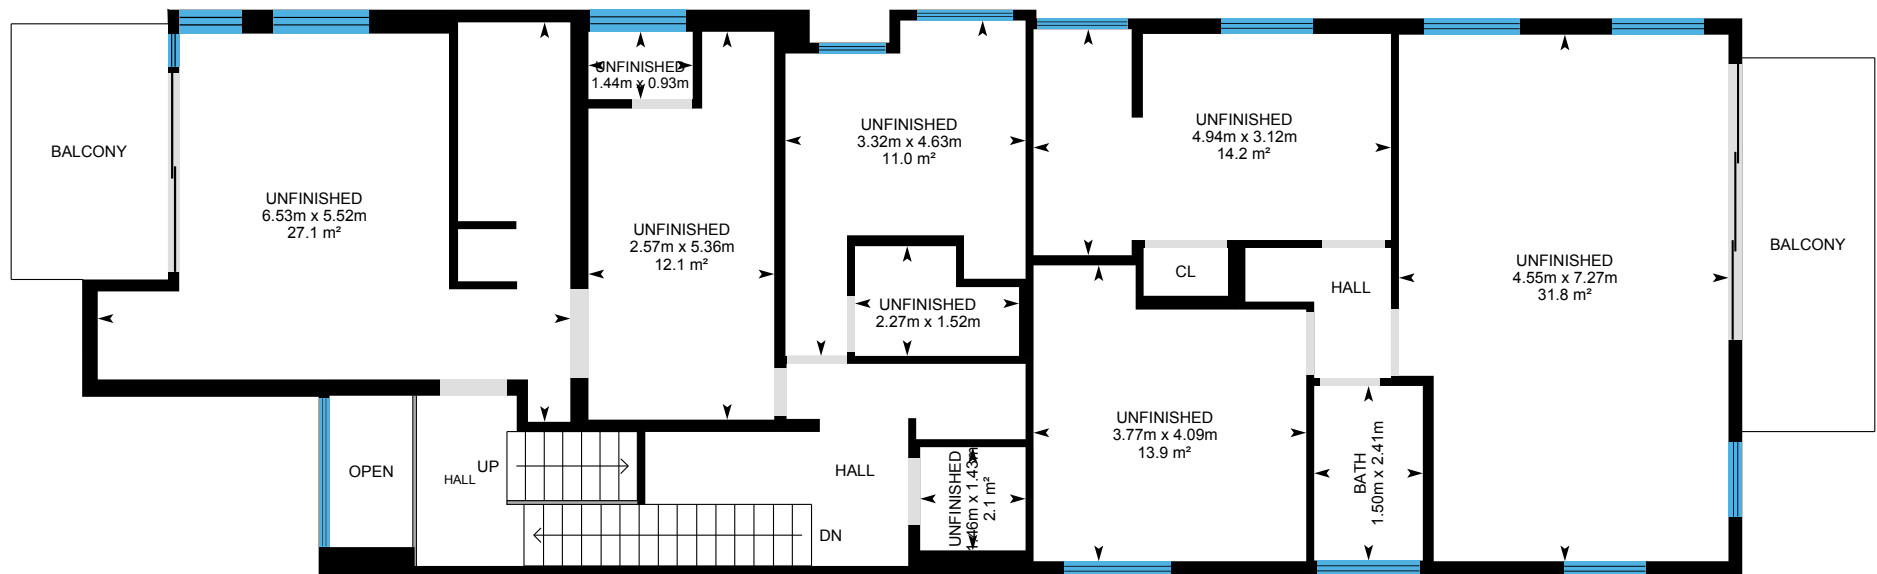 BALCONY
UNFINISHED
6.53m x 5.52m
27.1 m²
UNFINISHED
1.44m x 0.93m
UNFINISHED
2.57m x 5.36m
12.1 m²
UNFINISHED
3.32m x 4.63m
11.0 m²
UNFINISHED
2.27m x 1.52m
UNFINISHED
4.94m x 3.12m
14.2 m²
CL
HALL
UNFINISHED
4.55m x 7.27m
31.8 m²
BALCONY
OPEN
HALL
UP
DN
HALL
UNFINISHED
1.46m x 1.43m
2.1 m²
UNFINISHED
3.77m x 4.09m
13.9 m²
BATH
1.50m x 2.41m